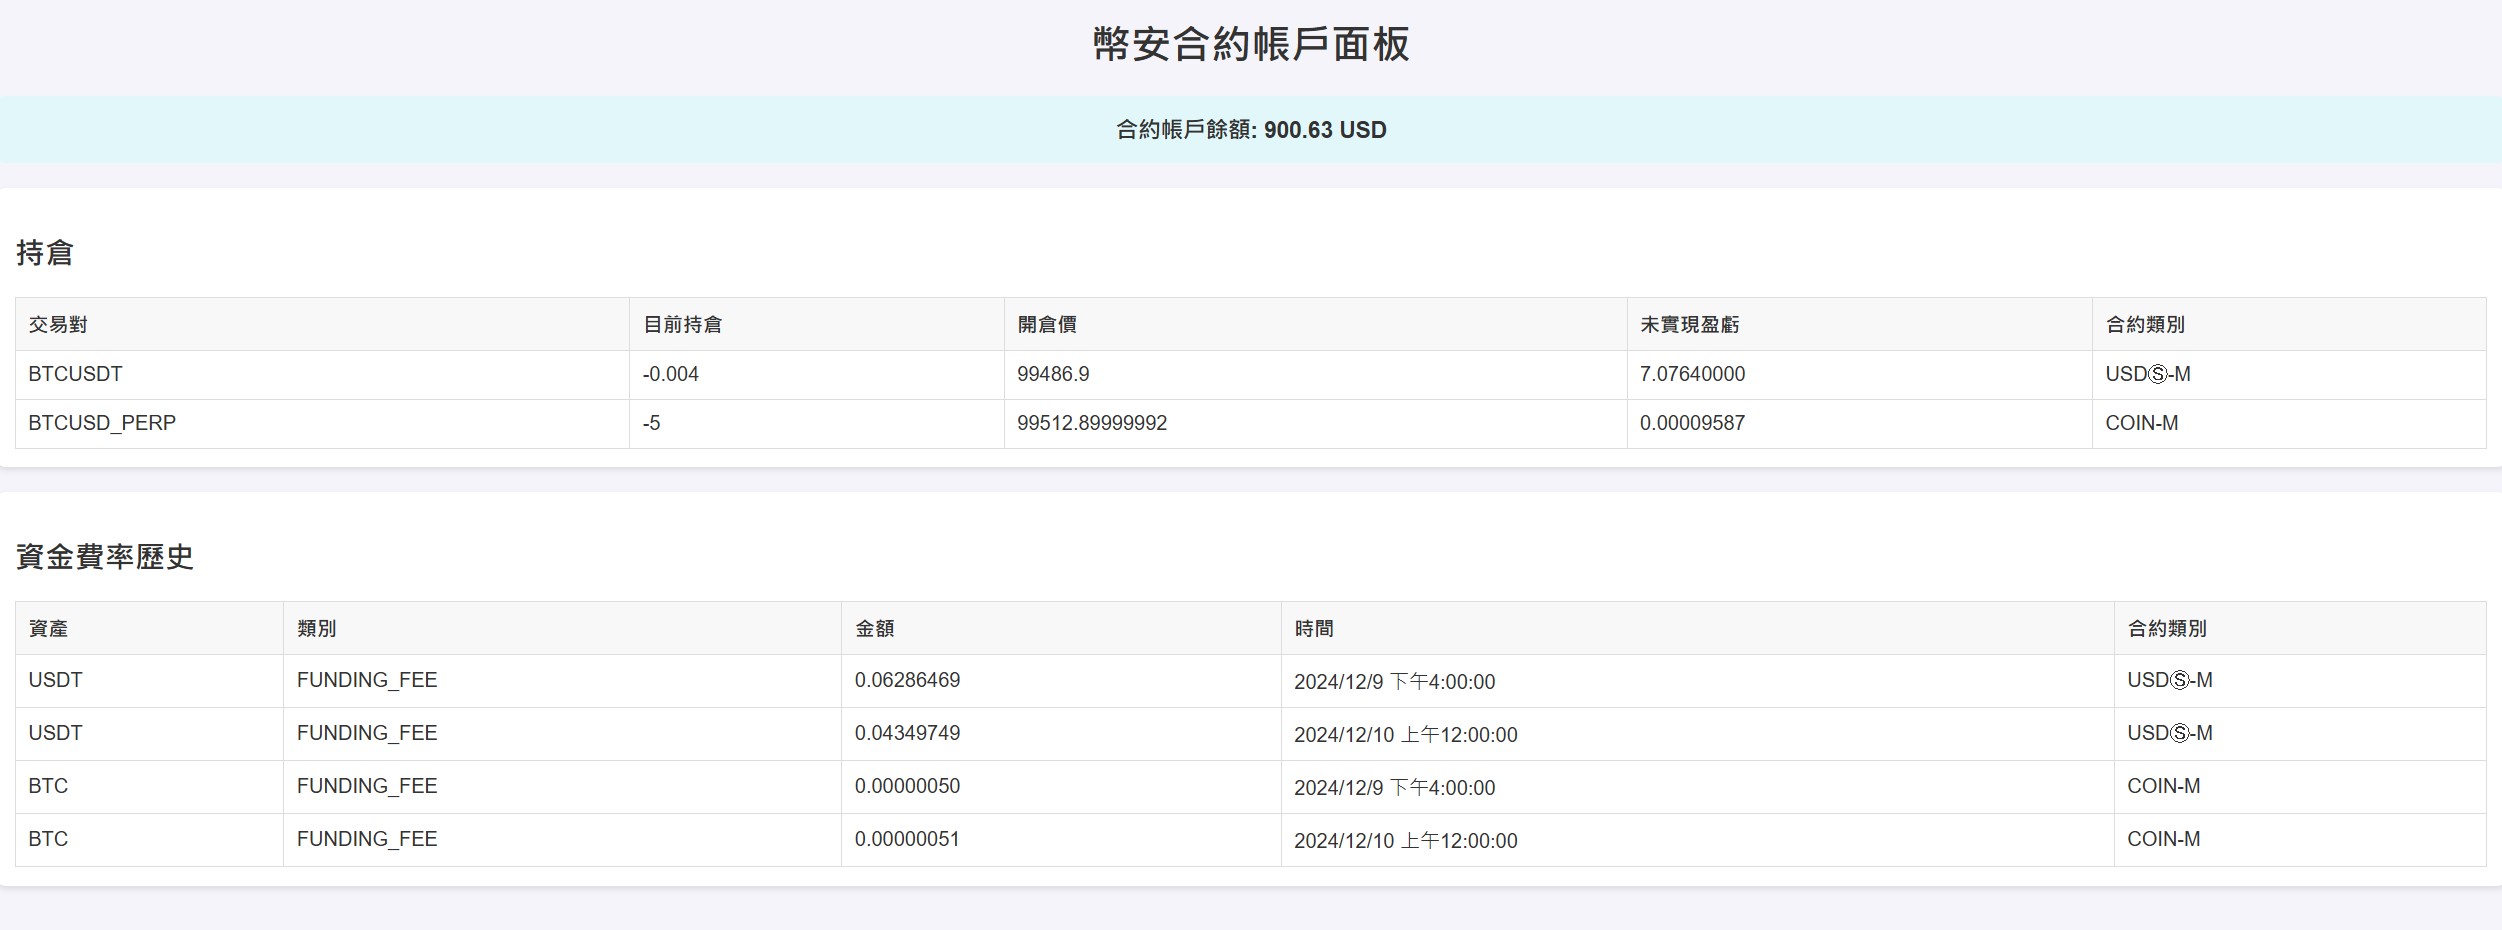 幣安合約帳戶面板
合約帳戶餘額: 900.63 USD
持倉
交易對 目前持倉 開倉價 未實現盈虧 合約類別
BTCUSDT -0.004 99486.9 7.07640000 USDⓈ-M
BTCUSD_PERP -5 99512.89999992 0.00009587 COIN-M
資金費率歷史
資產 類別 金額 時間 合約類別
USDT FUNDING_FEE 0.06286469 2024/12/9 下午4:00:00 USDⓈ-M
USDT FUNDING_FEE 0.04349749 2024/12/10 上午12:00:00 USDⓈ-M
BTC FUNDING_FEE 0.00000050 2024/12/9 下午4:00:00 COIN-M
BTC FUNDING_FEE 0.00000051 2024/12/10 上午12:00:00 COIN-M